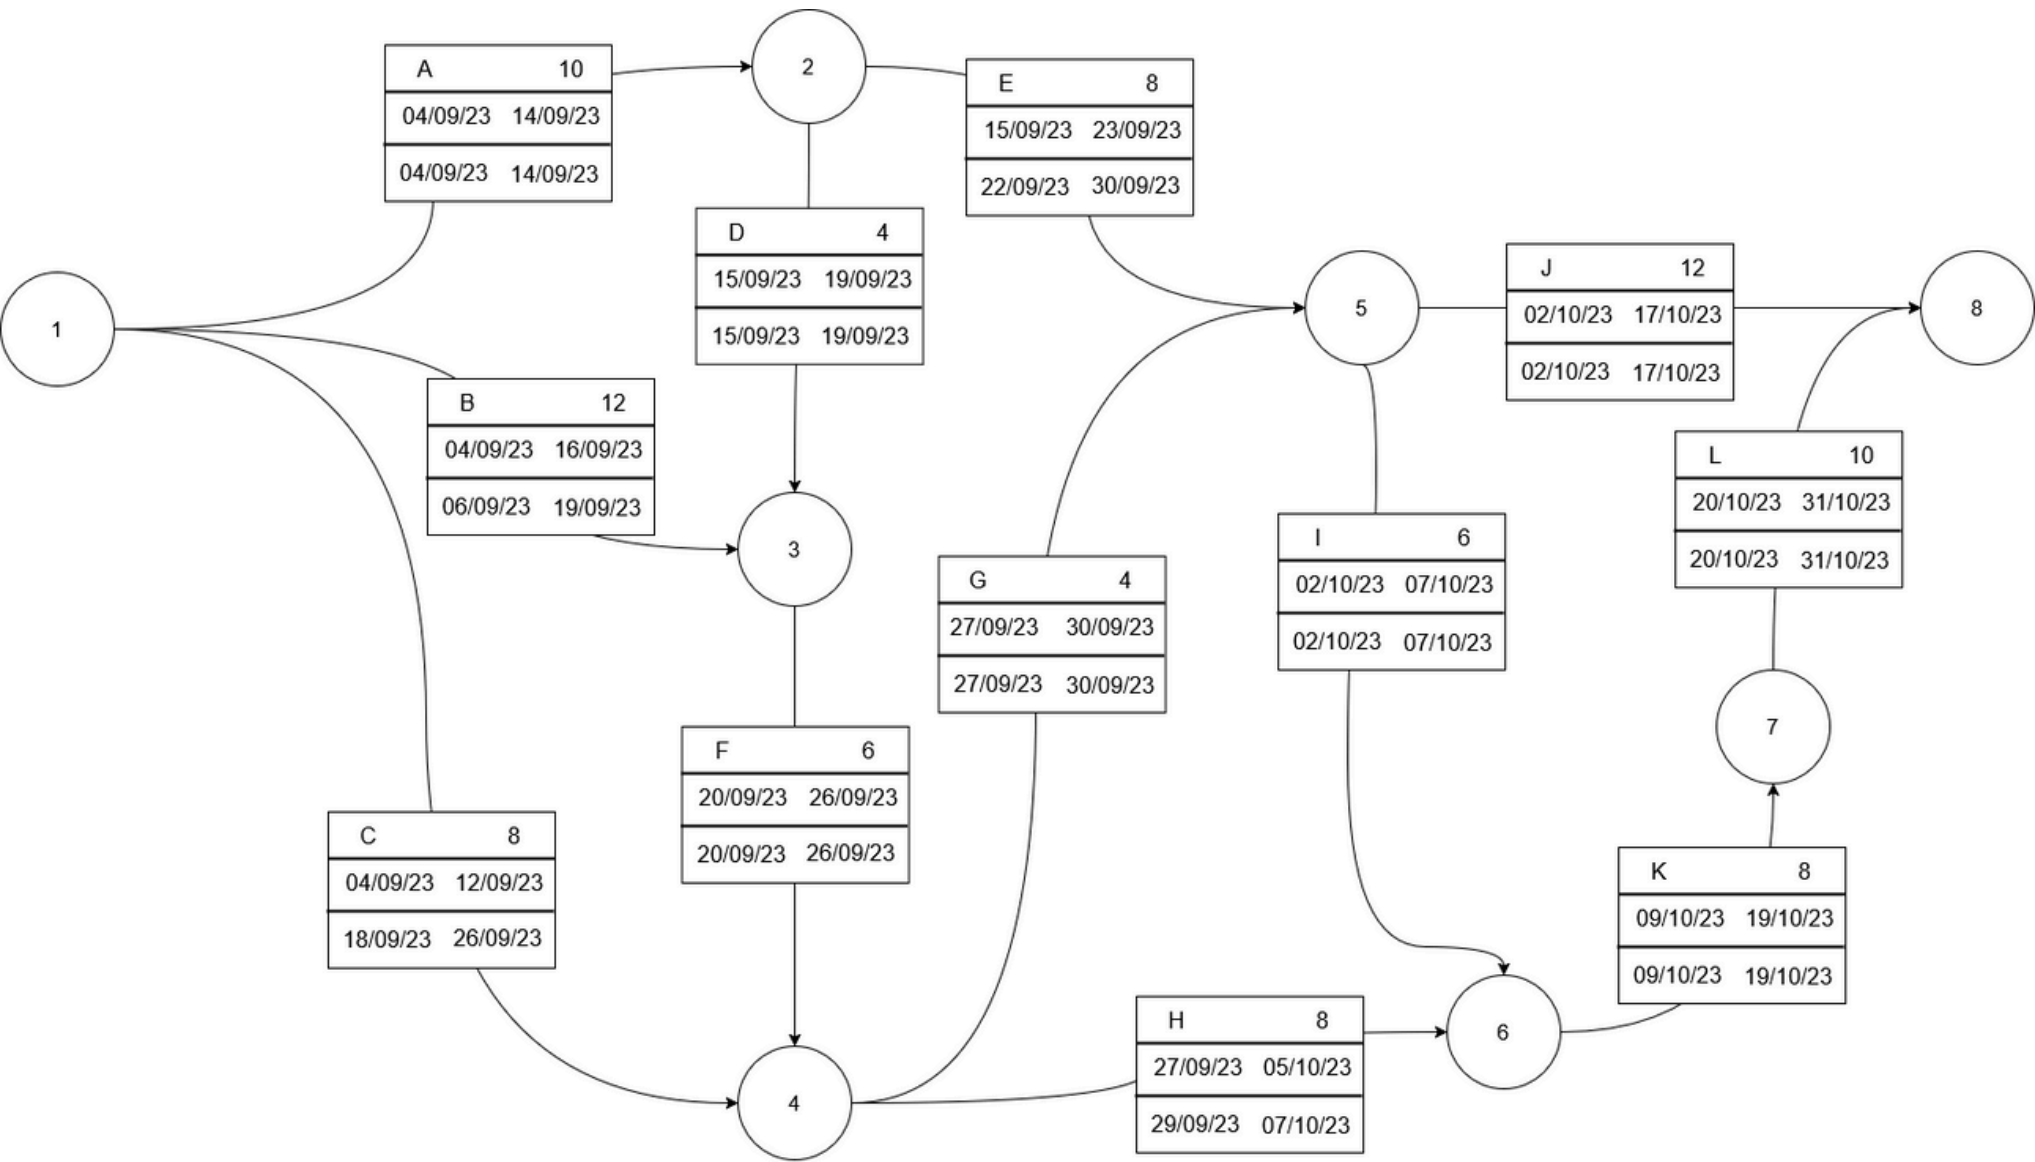 A 10
04/09/23 14/09/23
04/09/23 14/09/23
2
E 8
15/09/23 23/09/23
22/09/23 30/09/23
D 4
15/09/23 19/09/23
15/09/23 19/09/23
1
5
J 12
02/10/23 17/10/23
02/10/23 17/10/23
8
B 12
04/09/23 16/09/23
06/09/23 19/09/23
L 10
20/10/23 31/10/23
20/10/23 31/10/23
3
G 4
27/09/23 30/09/23
27/09/23 30/09/23
I 6
02/10/23 07/10/23
02/10/23 07/10/23
7
F 6
20/09/23 26/09/23
20/09/23 26/09/23
C 8
04/09/23 12/09/23
18/09/23 26/09/23
K 8
09/10/23 19/10/23
09/10/23 19/10/23
4
H 8
27/09/23 05/10/23
29/09/23 07/10/23
6